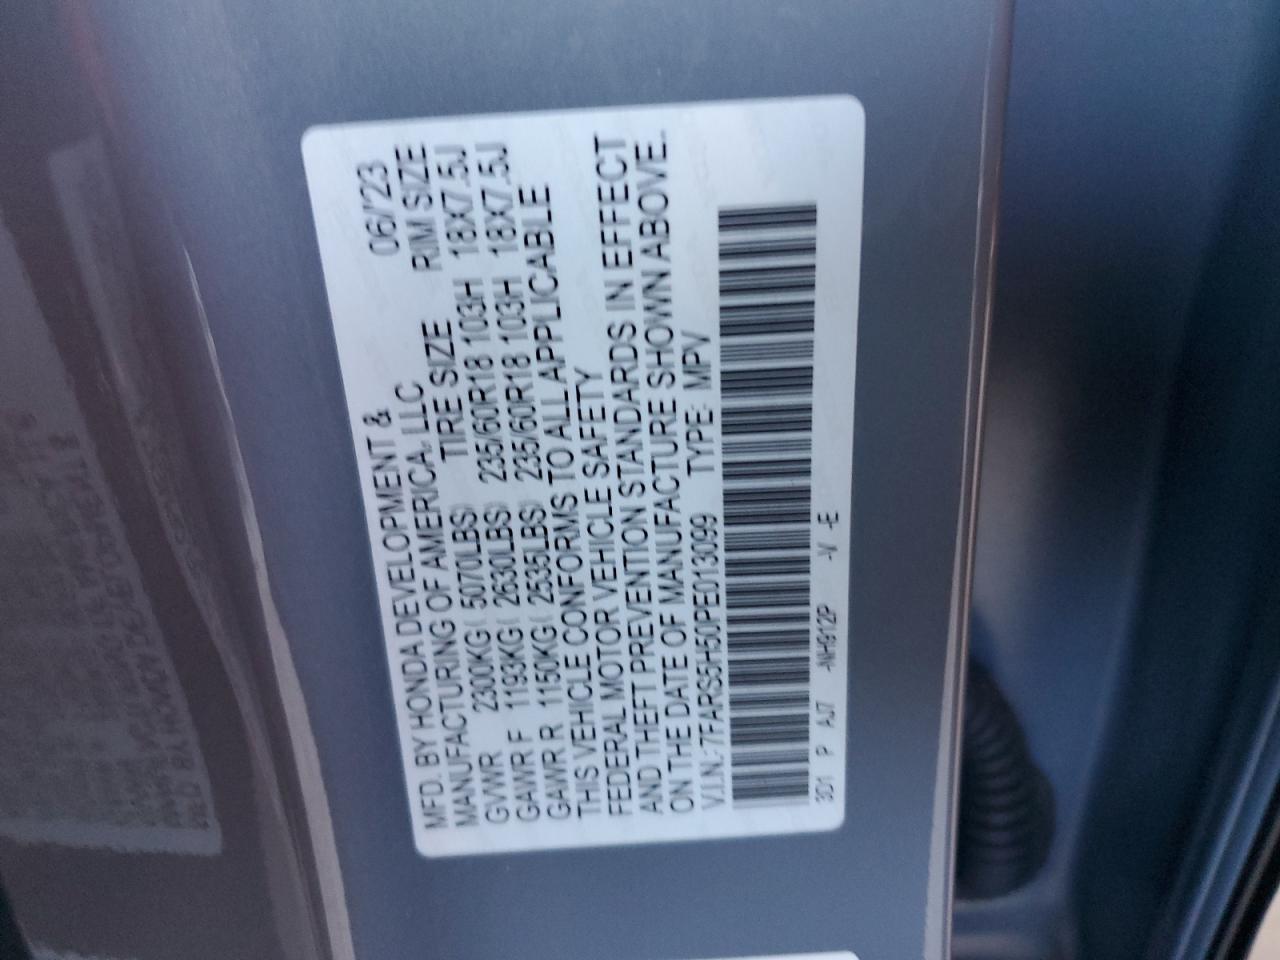 MFD. BY HONDA DEVELOPMENT & 06/23
MANUFACTURING OF AMERICA, LLC
TIRE SIZE RIM SIZE
GVWR 2300KG( 5070LBS) 235/60R18 103H 18X7.5J
GAWR F 1193KG( 2630LBS) 235/60R18 103H 18X7.5J
GAWR R 1150KG( 2535LBS)
THIS VEHICLE CONFORMS TO ALL APPLICABLE
FEDERAL MOTOR VEHICLE SAFETY
AND THEFT PREVENTION STANDARDS IN EFFECT
ON THE DATE OF MANUFACTURE SHOWN ABOVE.
V.I.N.:7FARS5H50PE013099 TYPE: MPV
3D1 P AJ7 -NH912P -V -E